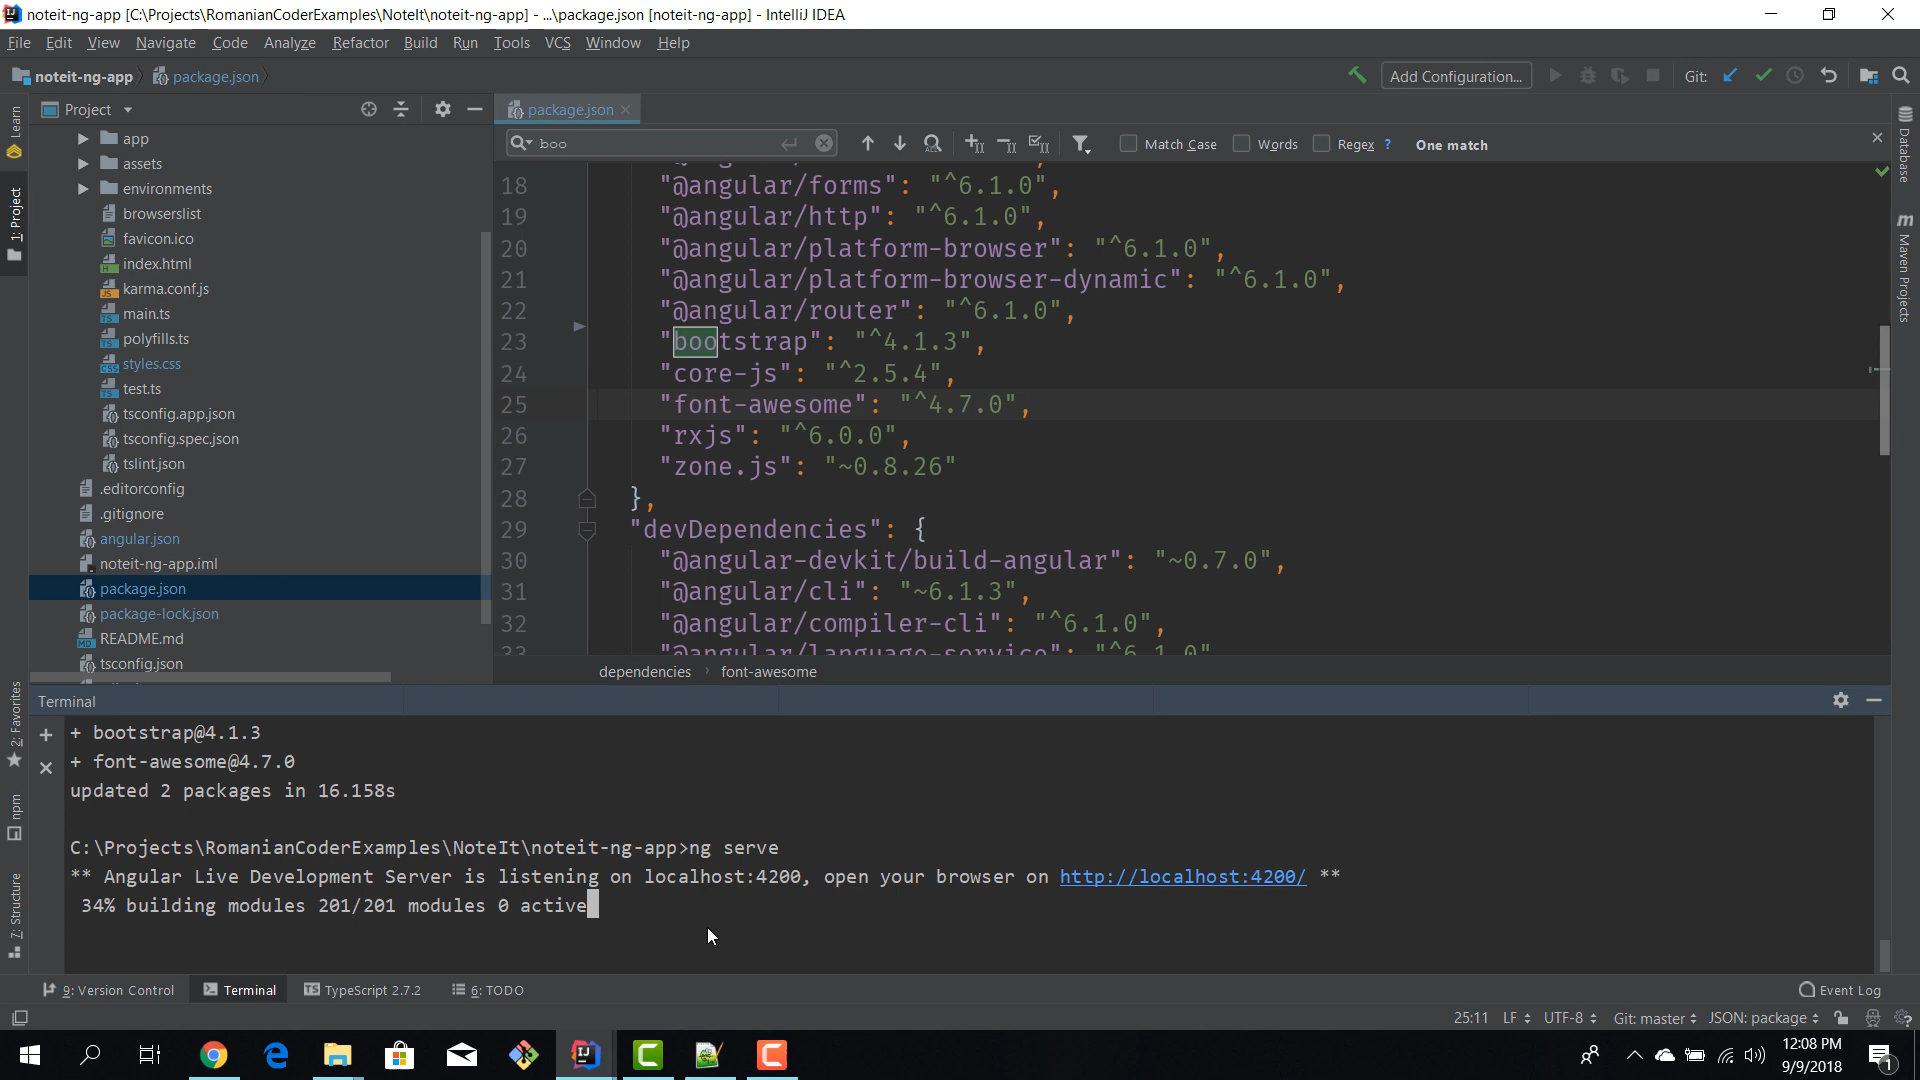 noteit-ng-app [C:\Projects\RomanianCoderExamples\NoteIt\noteit-ng-app] - ...\package.json [noteit-ng-app] - IntelliJ IDEA
File Edit View Navigate Code Analyze Refactor Build Run Tools VCS Window Help
noteit-ng-app package.json Add Configuration... Git:
Project
package.json
boo Match Case Words Regex ? One match
Learn
1: Project
2: Favorites
npm
7: Structure
app
assets
environments
browserslist
favicon.ico
index.html
karma.conf.js
main.ts
polyfills.ts
styles.css
test.ts
tsconfig.app.json
tsconfig.spec.json
tslint.json
.editorconfig
.gitignore
angular.json
noteit-ng-app.iml
package.json
package-lock.json
README.md
tsconfig.json
18 "@angular/forms": "^6.1.0",
19 "@angular/http": "^6.1.0",
20 "@angular/platform-browser": "^6.1.0",
21 "@angular/platform-browser-dynamic": "^6.1.0",
22 "@angular/router": "^6.1.0",
23 "bootstrap": "^4.1.3",
24 "core-js": "^2.5.4",
25 "font-awesome": "^4.7.0",
26 "rxjs": "^6.0.0",
27 "zone.js": "~0.8.26"
28 },
29 "devDependencies": {
30 "@angular-devkit/build-angular": "~0.7.0",
31 "@angular/cli": "~6.1.3",
32 "@angular/compiler-cli": "^6.1.0",
33 "@angular/language-service": "^6.1.0"
dependencies font-awesome
Database
Maven Projects
Terminal
+ bootstrap@4.1.3
+ font-awesome@4.7.0
updated 2 packages in 16.158s
C:\Projects\RomanianCoderExamples\NoteIt\noteit-ng-app>ng serve
** Angular Live Development Server is listening on localhost:4200, open your browser on http://localhost:4200/ **
34% building modules 201/201 modules 0 active
9: Version Control Terminal TypeScript 2.7.2 6: TODO Event Log
25:11 LF UTF-8 Git: master JSON: package
12:08 PM
9/9/2018
1